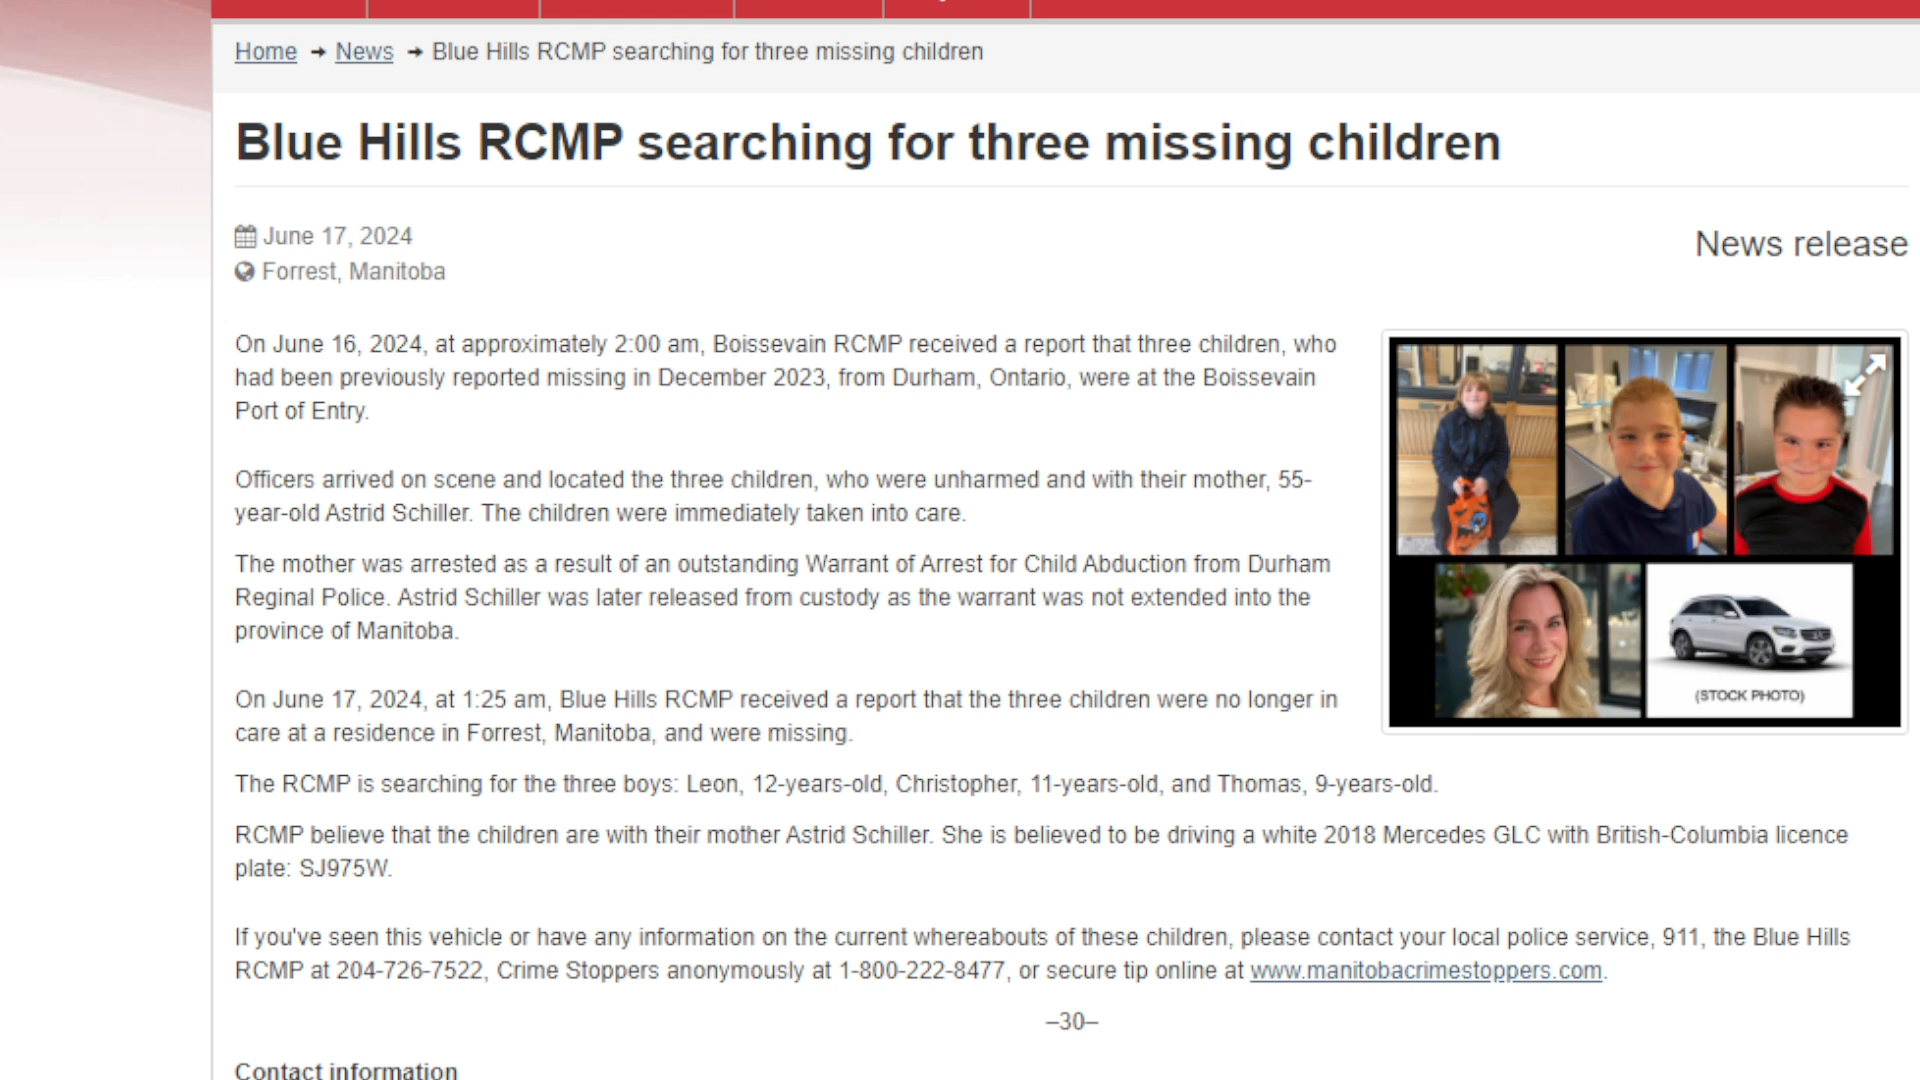 Home → News → Blue Hills RCMP searching for three missing children
Blue Hills RCMP searching for three missing children
June 17, 2024
News release
Forrest, Manitoba
On June 16, 2024, at approximately 2:00 am, Boissevain RCMP received a report that three children, who
had been previously reported missing in December 2023, from Durham, Ontario, were at the Boissevain
Port of Entry.
Officers arrived on scene and located the three children, who were unharmed and with their mother, 55-
year-old Astrid Schiller. The children were immediately taken into care.
The mother was arrested as a result of an outstanding Warrant of Arrest for Child Abduction from Durham
Reginal Police. Astrid Schiller was later released from custody as the warrant was not extended into the
province of Manitoba.
On June 17, 2024, at 1:25 am, Blue Hills RCMP received a report that the three children were no longer in
care at a residence in Forrest, Manitoba, and were missing.
(STOCK PHOTO)
The RCMP is searching for the three boys: Leon, 12-years-old, Christopher, 11-years-old, and Thomas, 9-years-old.
RCMP believe that the children are with their mother Astrid Schiller. She is believed to be driving a white 2018 Mercedes GLC with British-Columbia licence
plate: SJ975W.
If you've seen this vehicle or have any information on the current whereabouts of these children, please contact your local police service, 911, the Blue Hills
RCMP at 204-726-7522, Crime Stoppers anonymously at 1-800-222-8477, or secure tip online at www.manitobacrimestoppers.com.
–30–
Contact information